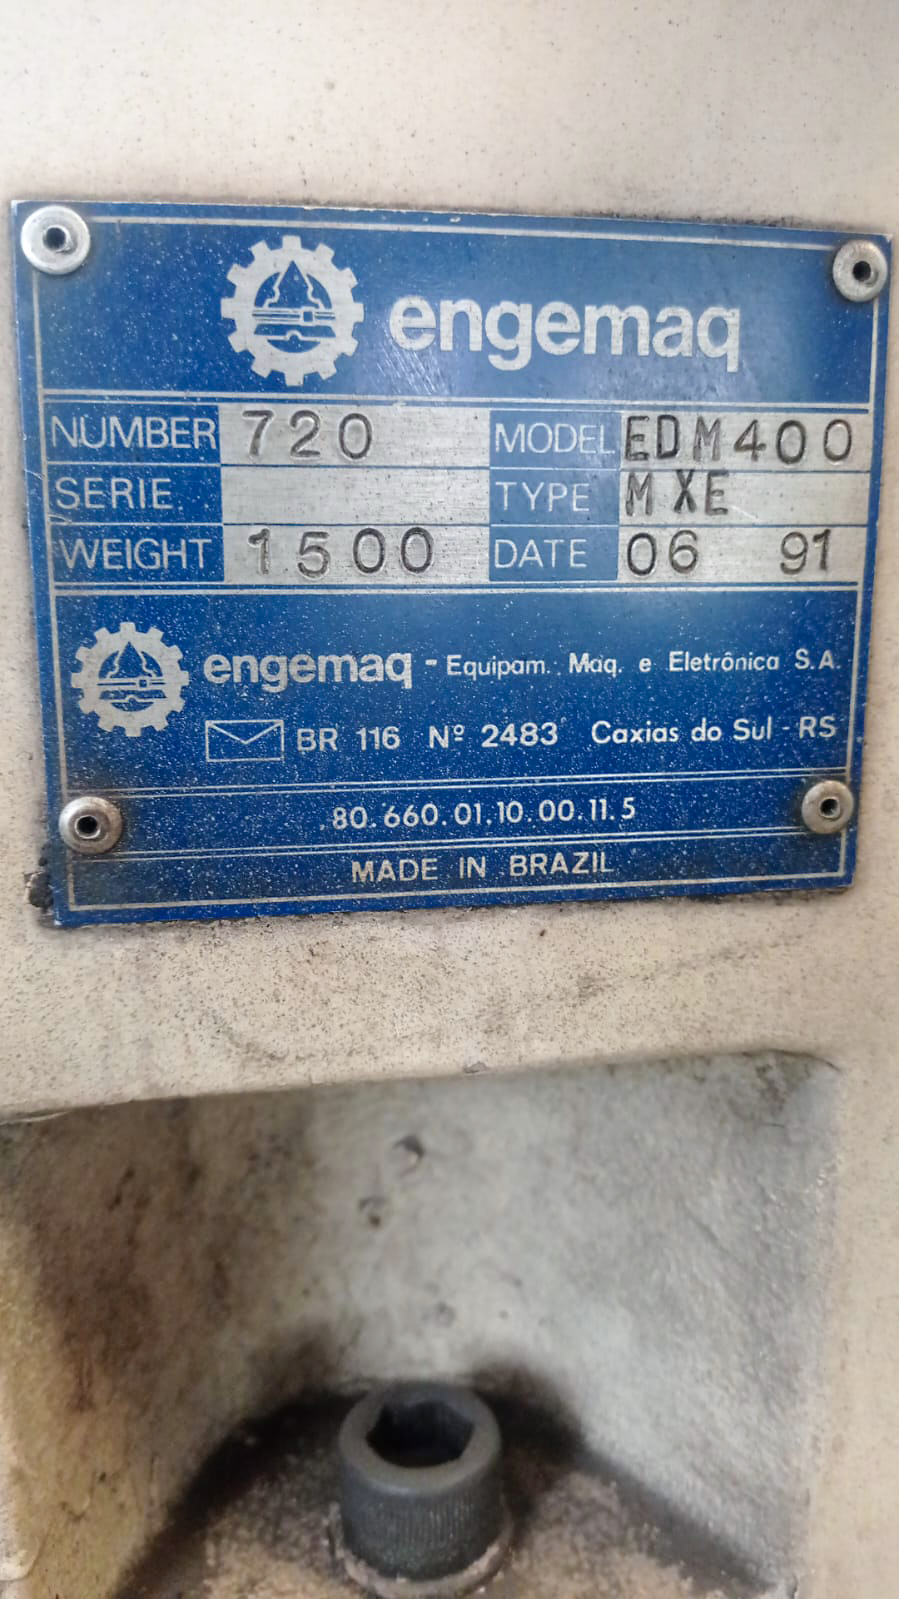 engemaq
NUMBER 720 MODEL EDM400
SERIE TYPE MXE
WEIGHT 1500 DATE 06 91
engemaq - Equipam. Maq. e Eletrônica S.A.
BR 116 Nº 2483 Caxias do Sul - RS
80.660.01.10.00.11.5
MADE IN BRAZIL